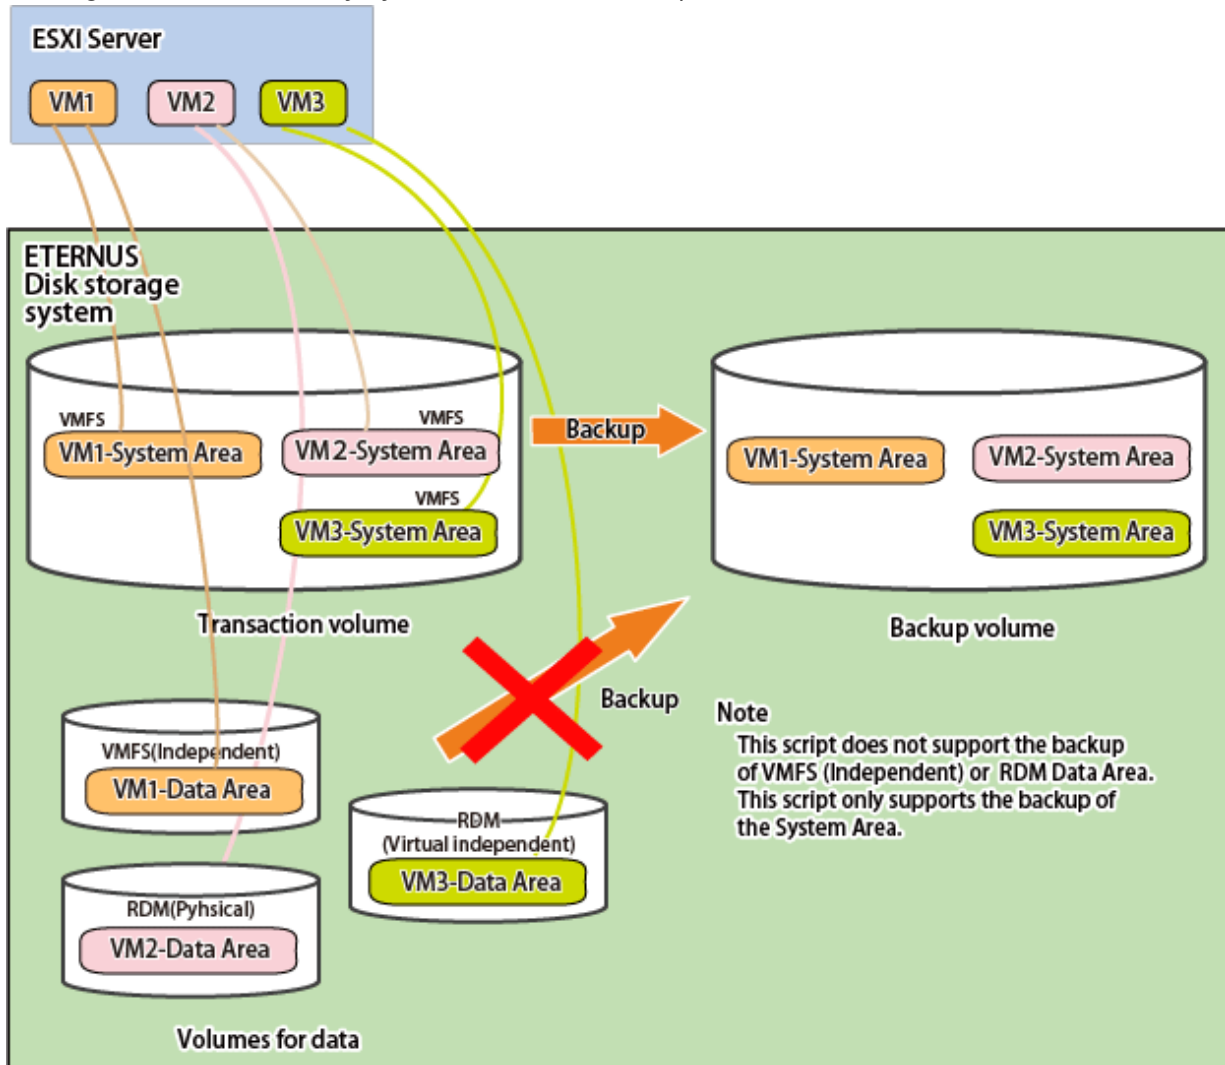 ESXI Server
VM1
VM2
VM3
ETERNUS
Disk storage
system
VMFS
VM1-System Area
VMFS
VM2-System Area
VMFS
VM3-System Area
Backup
VM1-System Area
VM2-System Area
VM3-System Area
Transaction volume
Backup volume
Backup
VMFS(Independent)
VM1-Data Area
RDM
(Virtual independent)
VM3-Data Area
RDM(Pyhsical)
VM2-Data Area
Volumes for data
Note
This script does not support the backup
of VMFS (Independent) or RDM Data Area.
This script only supports the backup of
the System Area.